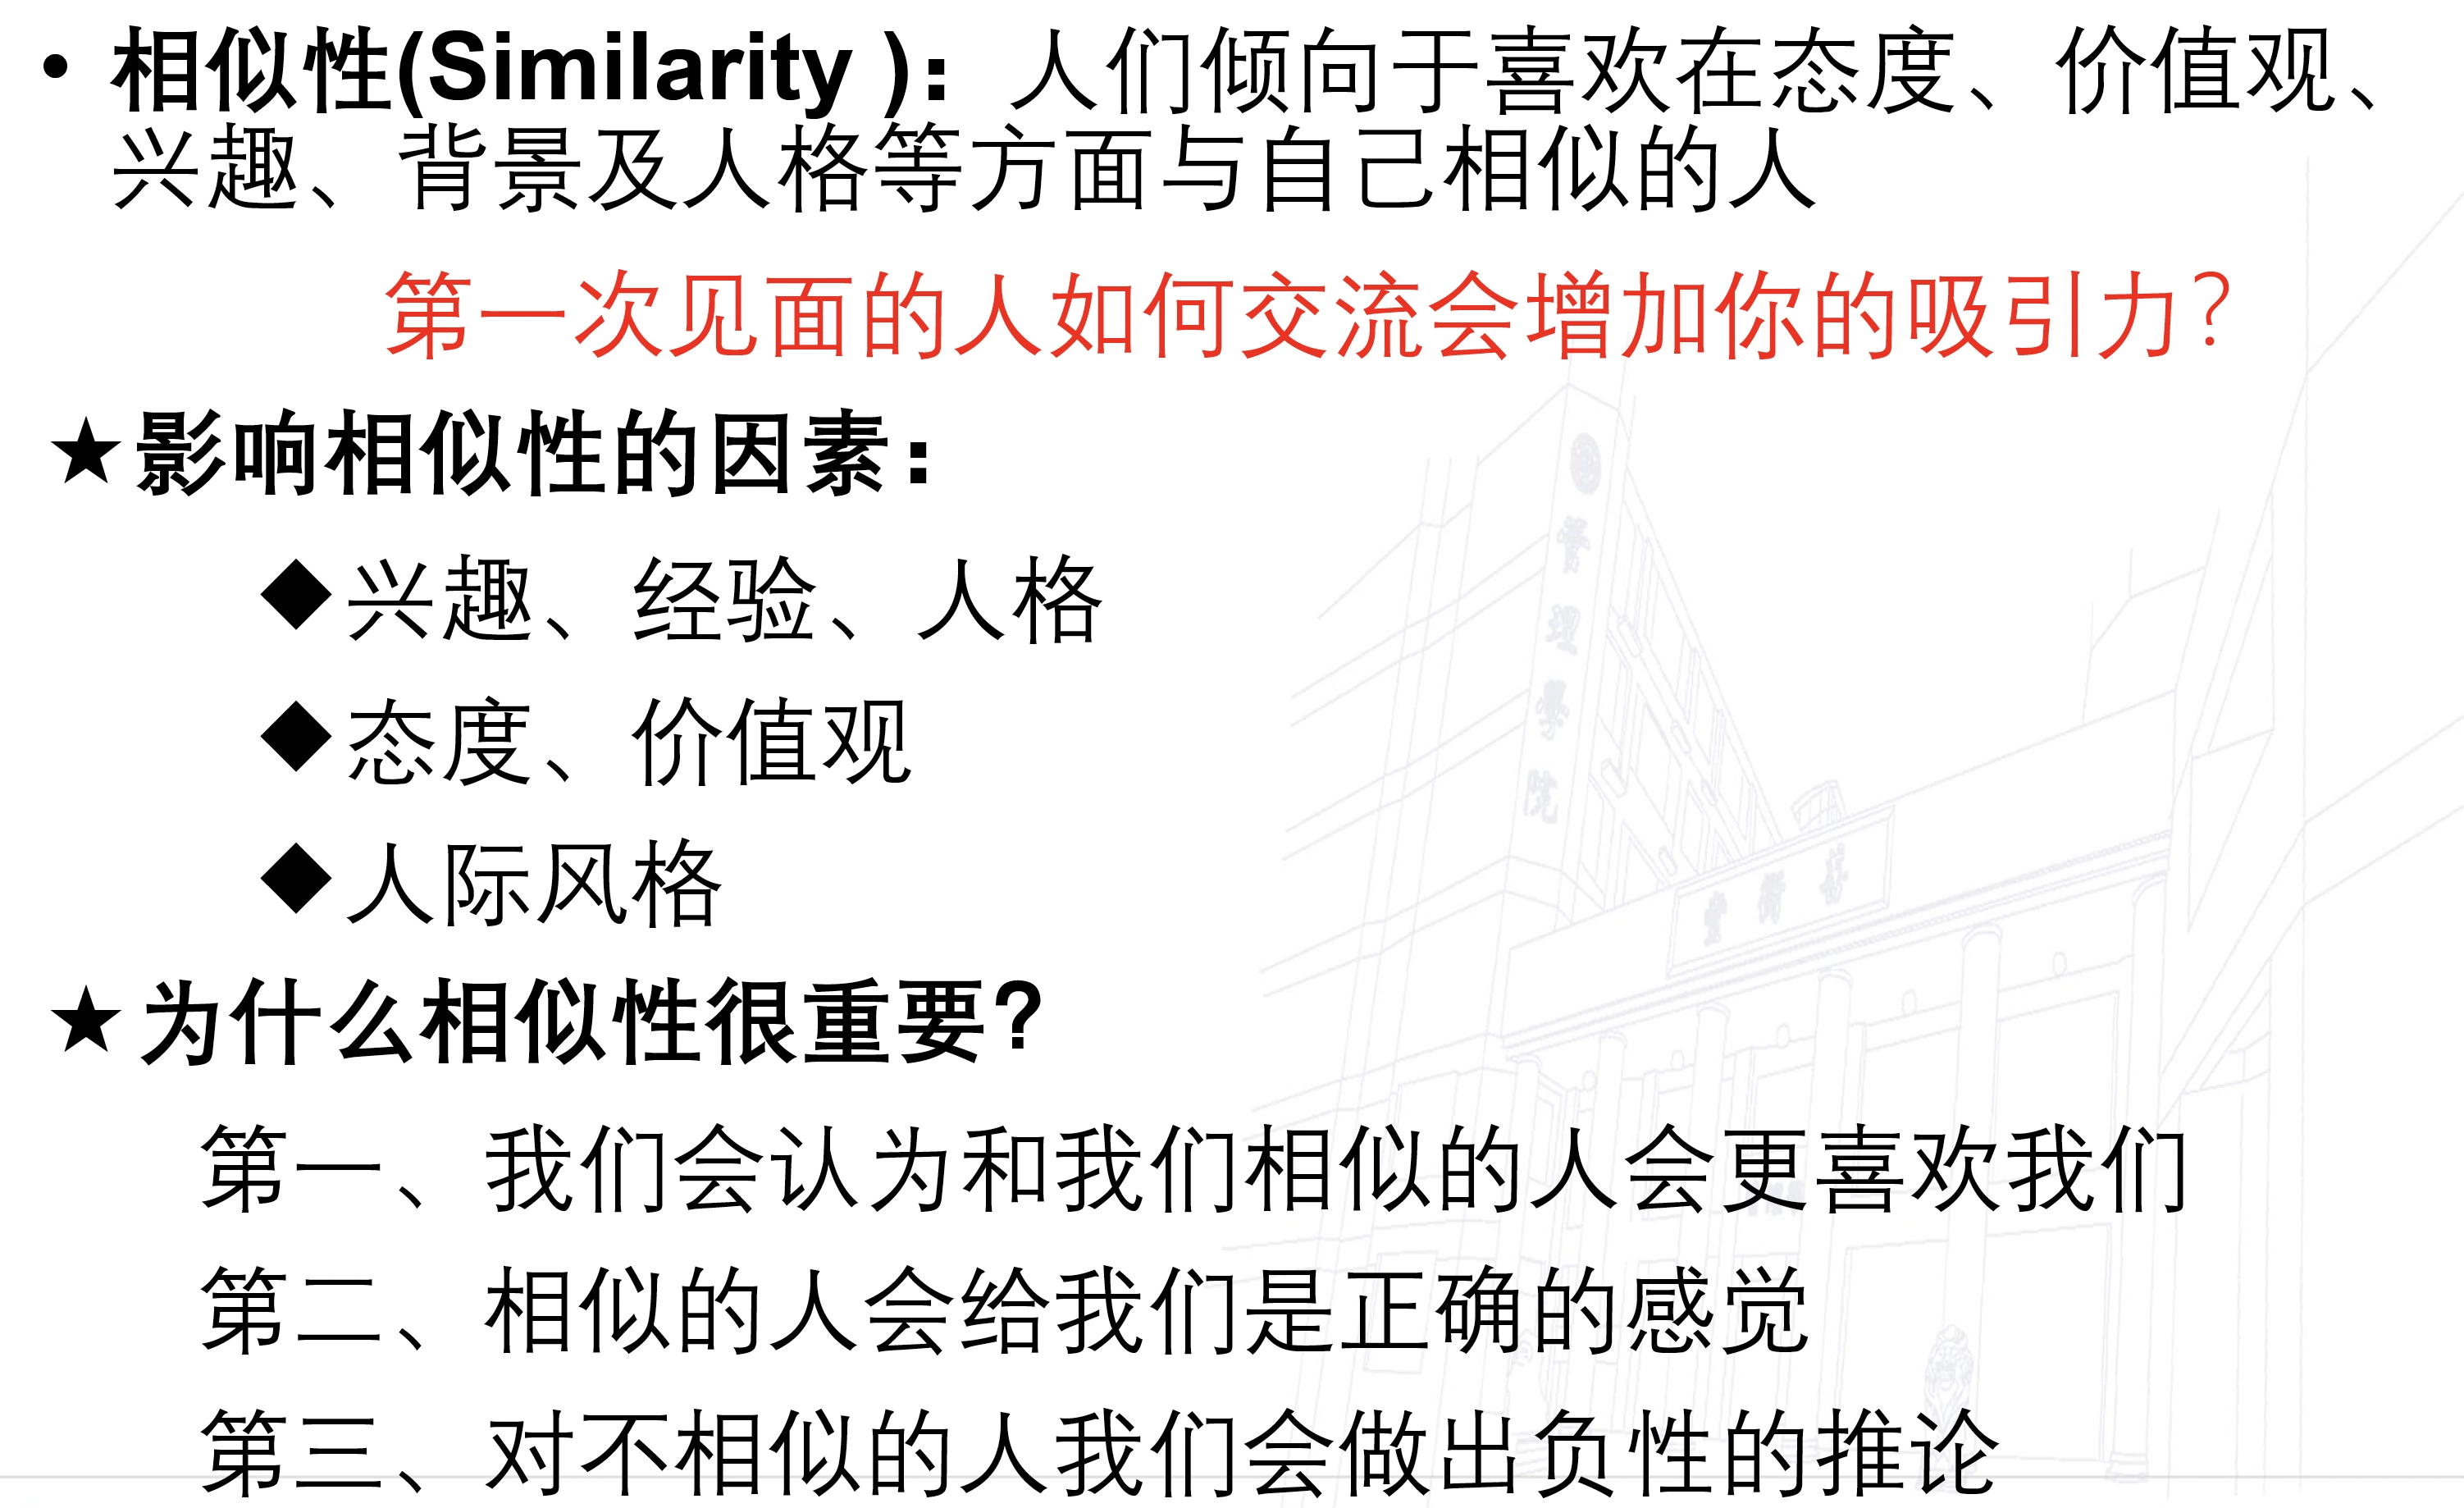 • 相似性(Similarity )：人们倾向于喜欢在态度、价值观、
兴趣、背景及人格等方面与自己相似的人
第一次见面的人如何交流会增加你的吸引力？
★影响相似性的因素：
◆兴趣、经验、人格
◆态度、价值观
◆人际风格
★为什么相似性很重要？
第一、我们会认为和我们相似的人会更喜欢我们
第二、相似的人会给我们是正确的感觉
第三、对不相似的人我们会做出负性的推论